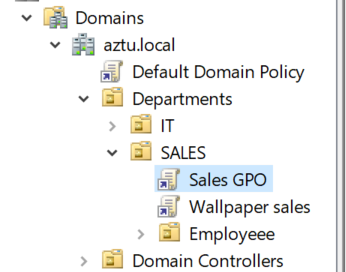 Domains
aztu.local
Default Domain Policy
Departments
IT
SALES
Sales GPO
Wallpaper sales
Employeee
Domain Controllers